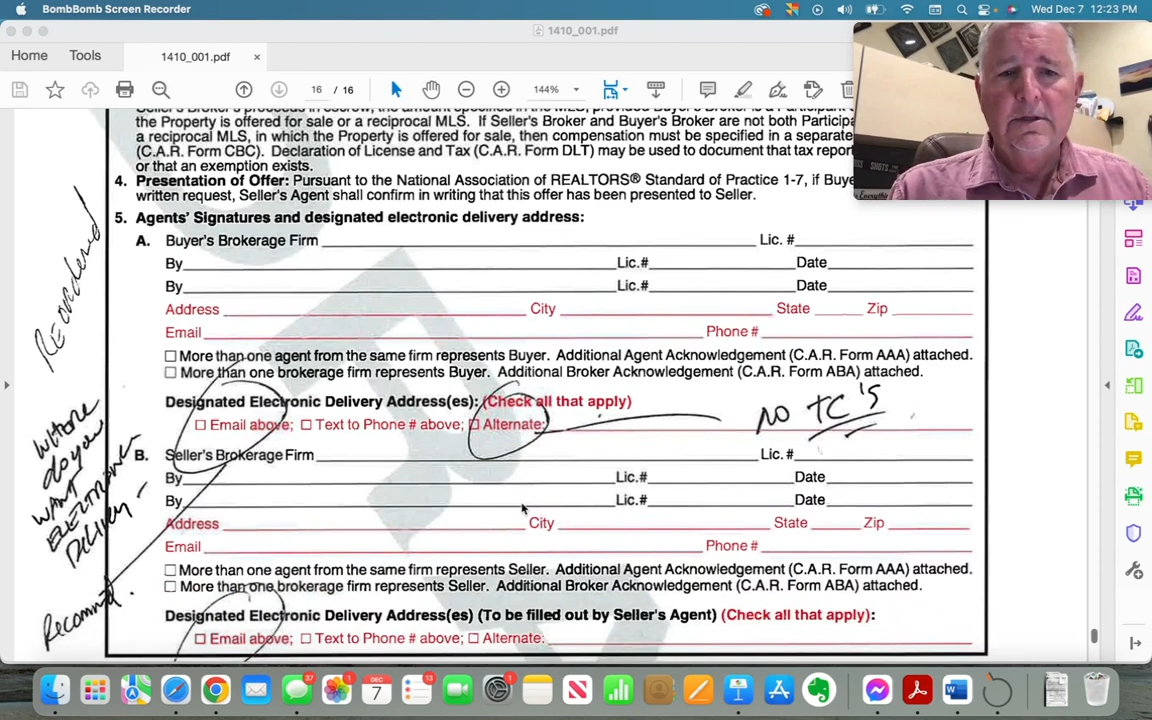 BombBomb Screen Recorder
Wed Dec 7 12:23 PM
1410_001.pdf
Home Tools 1410_001.pdf ×
16 / 16 144%
the Property is offered for sale or a reciprocal MLS. If Seller's Broker and Buyer's Broker are not both Particip
a reciprocal MLS, in which the Property is offered for sale, then compensation must be specified in a separate
(C.A.R. Form CBC). Declaration of License and Tax (C.A.R. Form DLT) may be used to document that tax report
or that an exemption exists.
4. Presentation of Offer: Pursuant to the National Association of REALTORS® Standard of Practice 1-7, if Buye
written request, Seller's Agent shall confirm in writing that this offer has been presented to Seller.
5. Agents' Signatures and designated electronic delivery address:
A. Buyer's Brokerage Firm Lic. #
By Lic.# Date
By Lic.# Date
Address City State Zip
Email Phone #
More than one agent from the same firm represents Buyer. Additional Agent Acknowledgement (C.A.R. Form AAA) attached.
More than one brokerage firm represents Buyer. Additional Broker Acknowledgement (C.A.R. Form ABA) attached.
Designated Electronic Delivery Address(es): (Check all that apply)
Email above; Text to Phone # above; Alternate:
NO TC'S
B. Seller's Brokerage Firm Lic. #
By Lic.# Date
By Lic.# Date
Address City State Zip
Email Phone #
More than one agent from the same firm represents Seller. Additional Agent Acknowledgement (C.A.R. Form AAA) attached.
More than one brokerage firm represents Seller. Additional Broker Acknowledgement (C.A.R. Form ABA) attached.
Designated Electronic Delivery Address(es) (To be filled out by Seller's Agent) (Check all that apply):
Email above; Text to Phone # above; Alternate:
WHERE
do you
WANT
ELECTRONIC
Delivery -
SHOTS
37
1
DEC
7
13
1